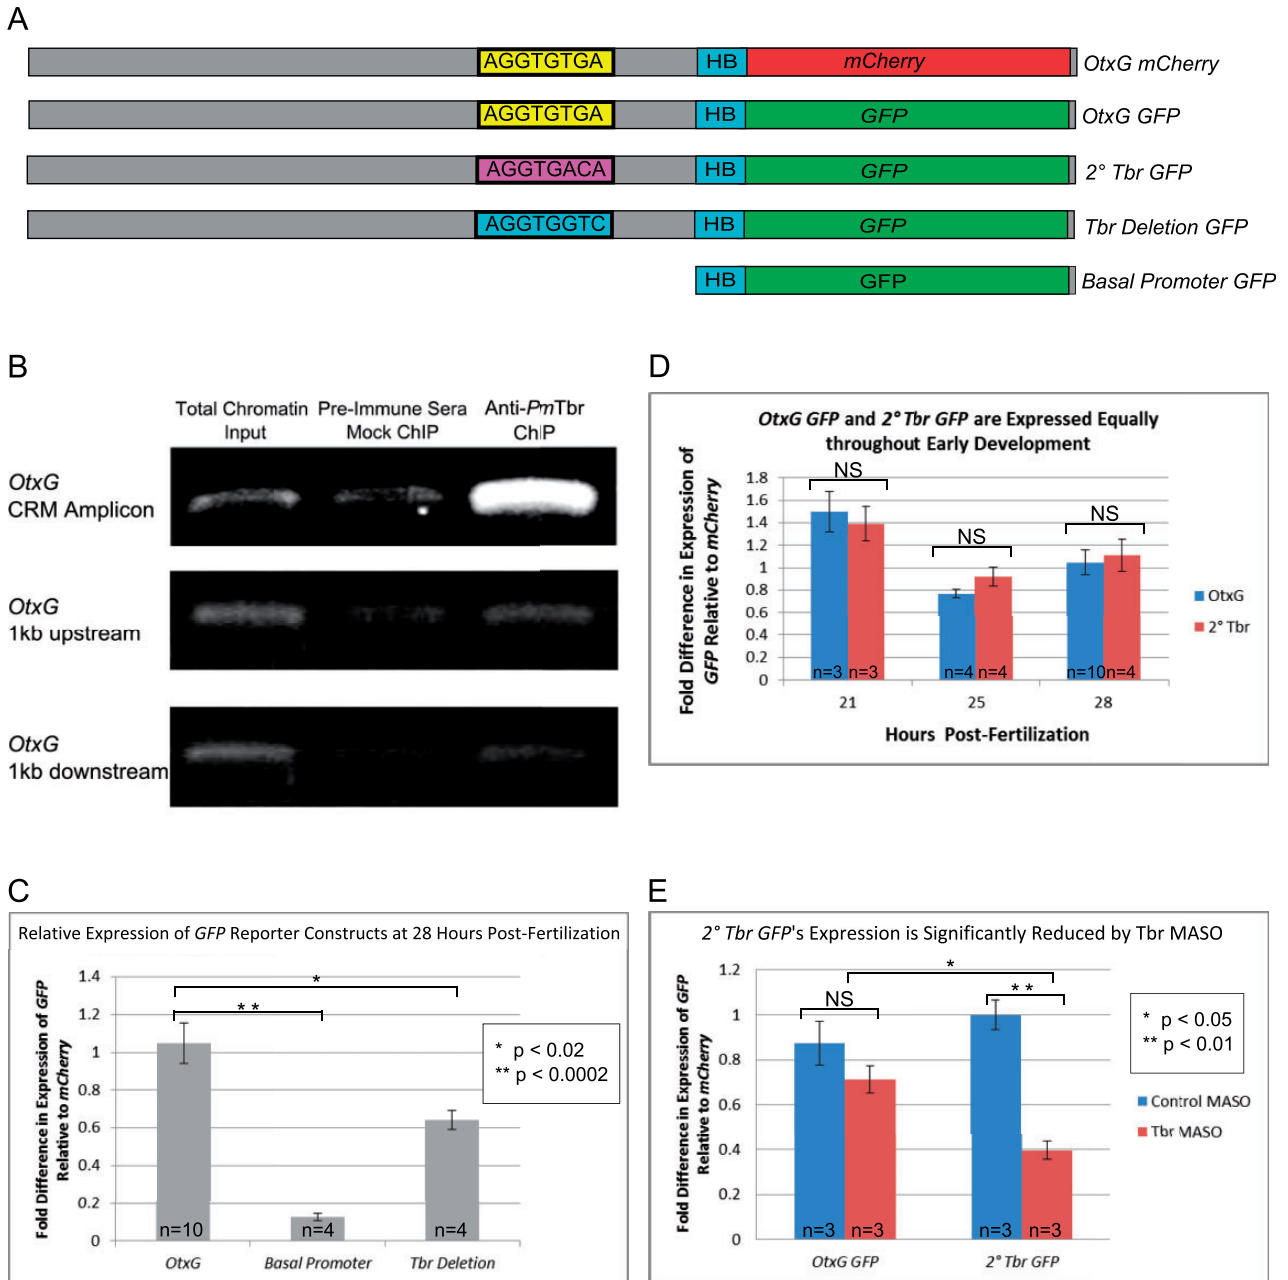 A
AGGTGTGA HB mCherry OtxG mCherry
AGGTGTGA HB GFP OtxG GFP
AGGTGACA HB GFP 2° Tbr GFP
AGGTGGTC HB GFP Tbr Deletion GFP
HB GFP Basal Promoter GFP
B
Total Chromatin Input
Pre-Immune Sera Mock ChIP
Anti-PmTbr ChIP
OtxG
CRM Amplicon
OtxG
1kb upstream
OtxG
1kb downstream
D
OtxG GFP and 2° Tbr GFP are Expressed Equally
throughout Early Development
Fold Difference in Expression of
GFP Relative to mCherry
1.8
1.6
1.4
1.2
1
0.8
0.6
0.4
0.2
0
NS
NS
NS
n=3 n=3
n=4 n=4
n=10 n=4
21 25 28
Hours Post-Fertilization
OtxG
2° Tbr
C
Relative Expression of GFP Reporter Constructs at 28 Hours Post-Fertilization
Fold Difference in Expression of GFP
Relative to mCherry
1.4
1.2
1
0.8
0.6
0.4
0.2
0
*
**
* p < 0.02
** p < 0.0002
n=10 n=4 n=4
OtxG Basal Promoter Tbr Deletion
E
2° Tbr GFP's Expression is Significantly Reduced by Tbr MASO
Fold Difference in Expression of GFP
Relative to mCherry
1.2
1
0.8
0.6
0.4
0.2
0
*
NS
**
* p < 0.05
** p < 0.01
Control MASO
Tbr MASO
n=3 n=3 n=3 n=3
OtxG GFP 2° Tbr GFP